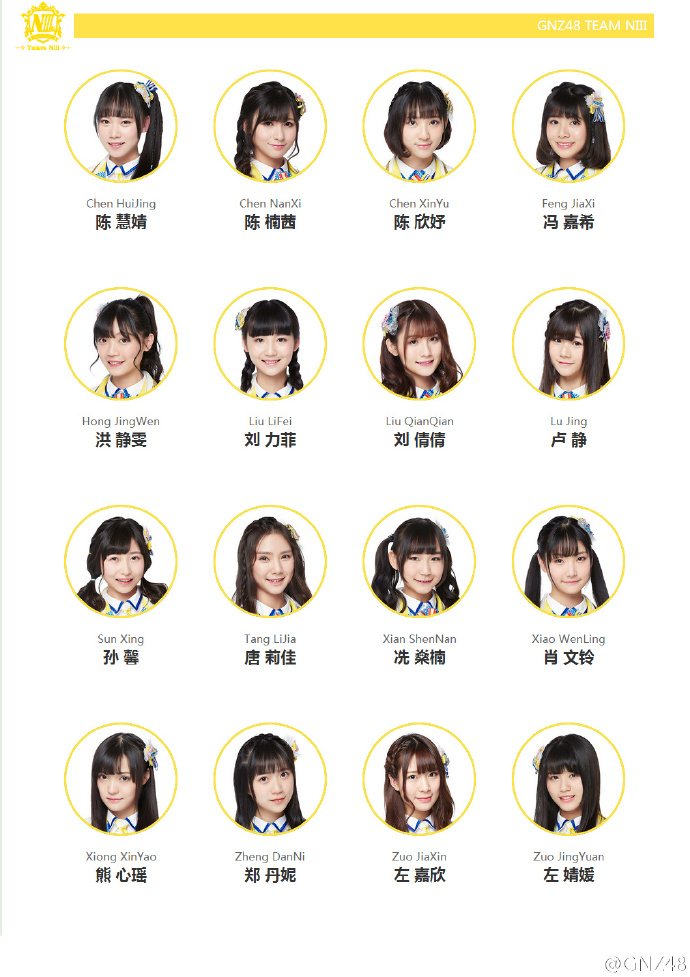 NIII
Team NIII
GNZ48 TEAM NIII
Chen HuiJing
陈 慧婧
Chen NanXi
陈 楠茜
Chen XinYu
陈 欣妤
Feng JiaXi
冯 嘉希
Hong JingWen
洪 静雯
Liu LiFei
刘 力菲
Liu QianQian
刘 倩倩
Lu Jing
卢 静
Sun Xing
孙 馨
Tang LiJia
唐 莉佳
Xian ShenNan
冼 燊楠
Xiao WenLing
肖 文铃
Xiong XinYao
熊 心瑶
Zheng DanNi
郑 丹妮
Zuo JiaXin
左 嘉欣
Zuo JingYuan
左 婧媛
@GNZ48